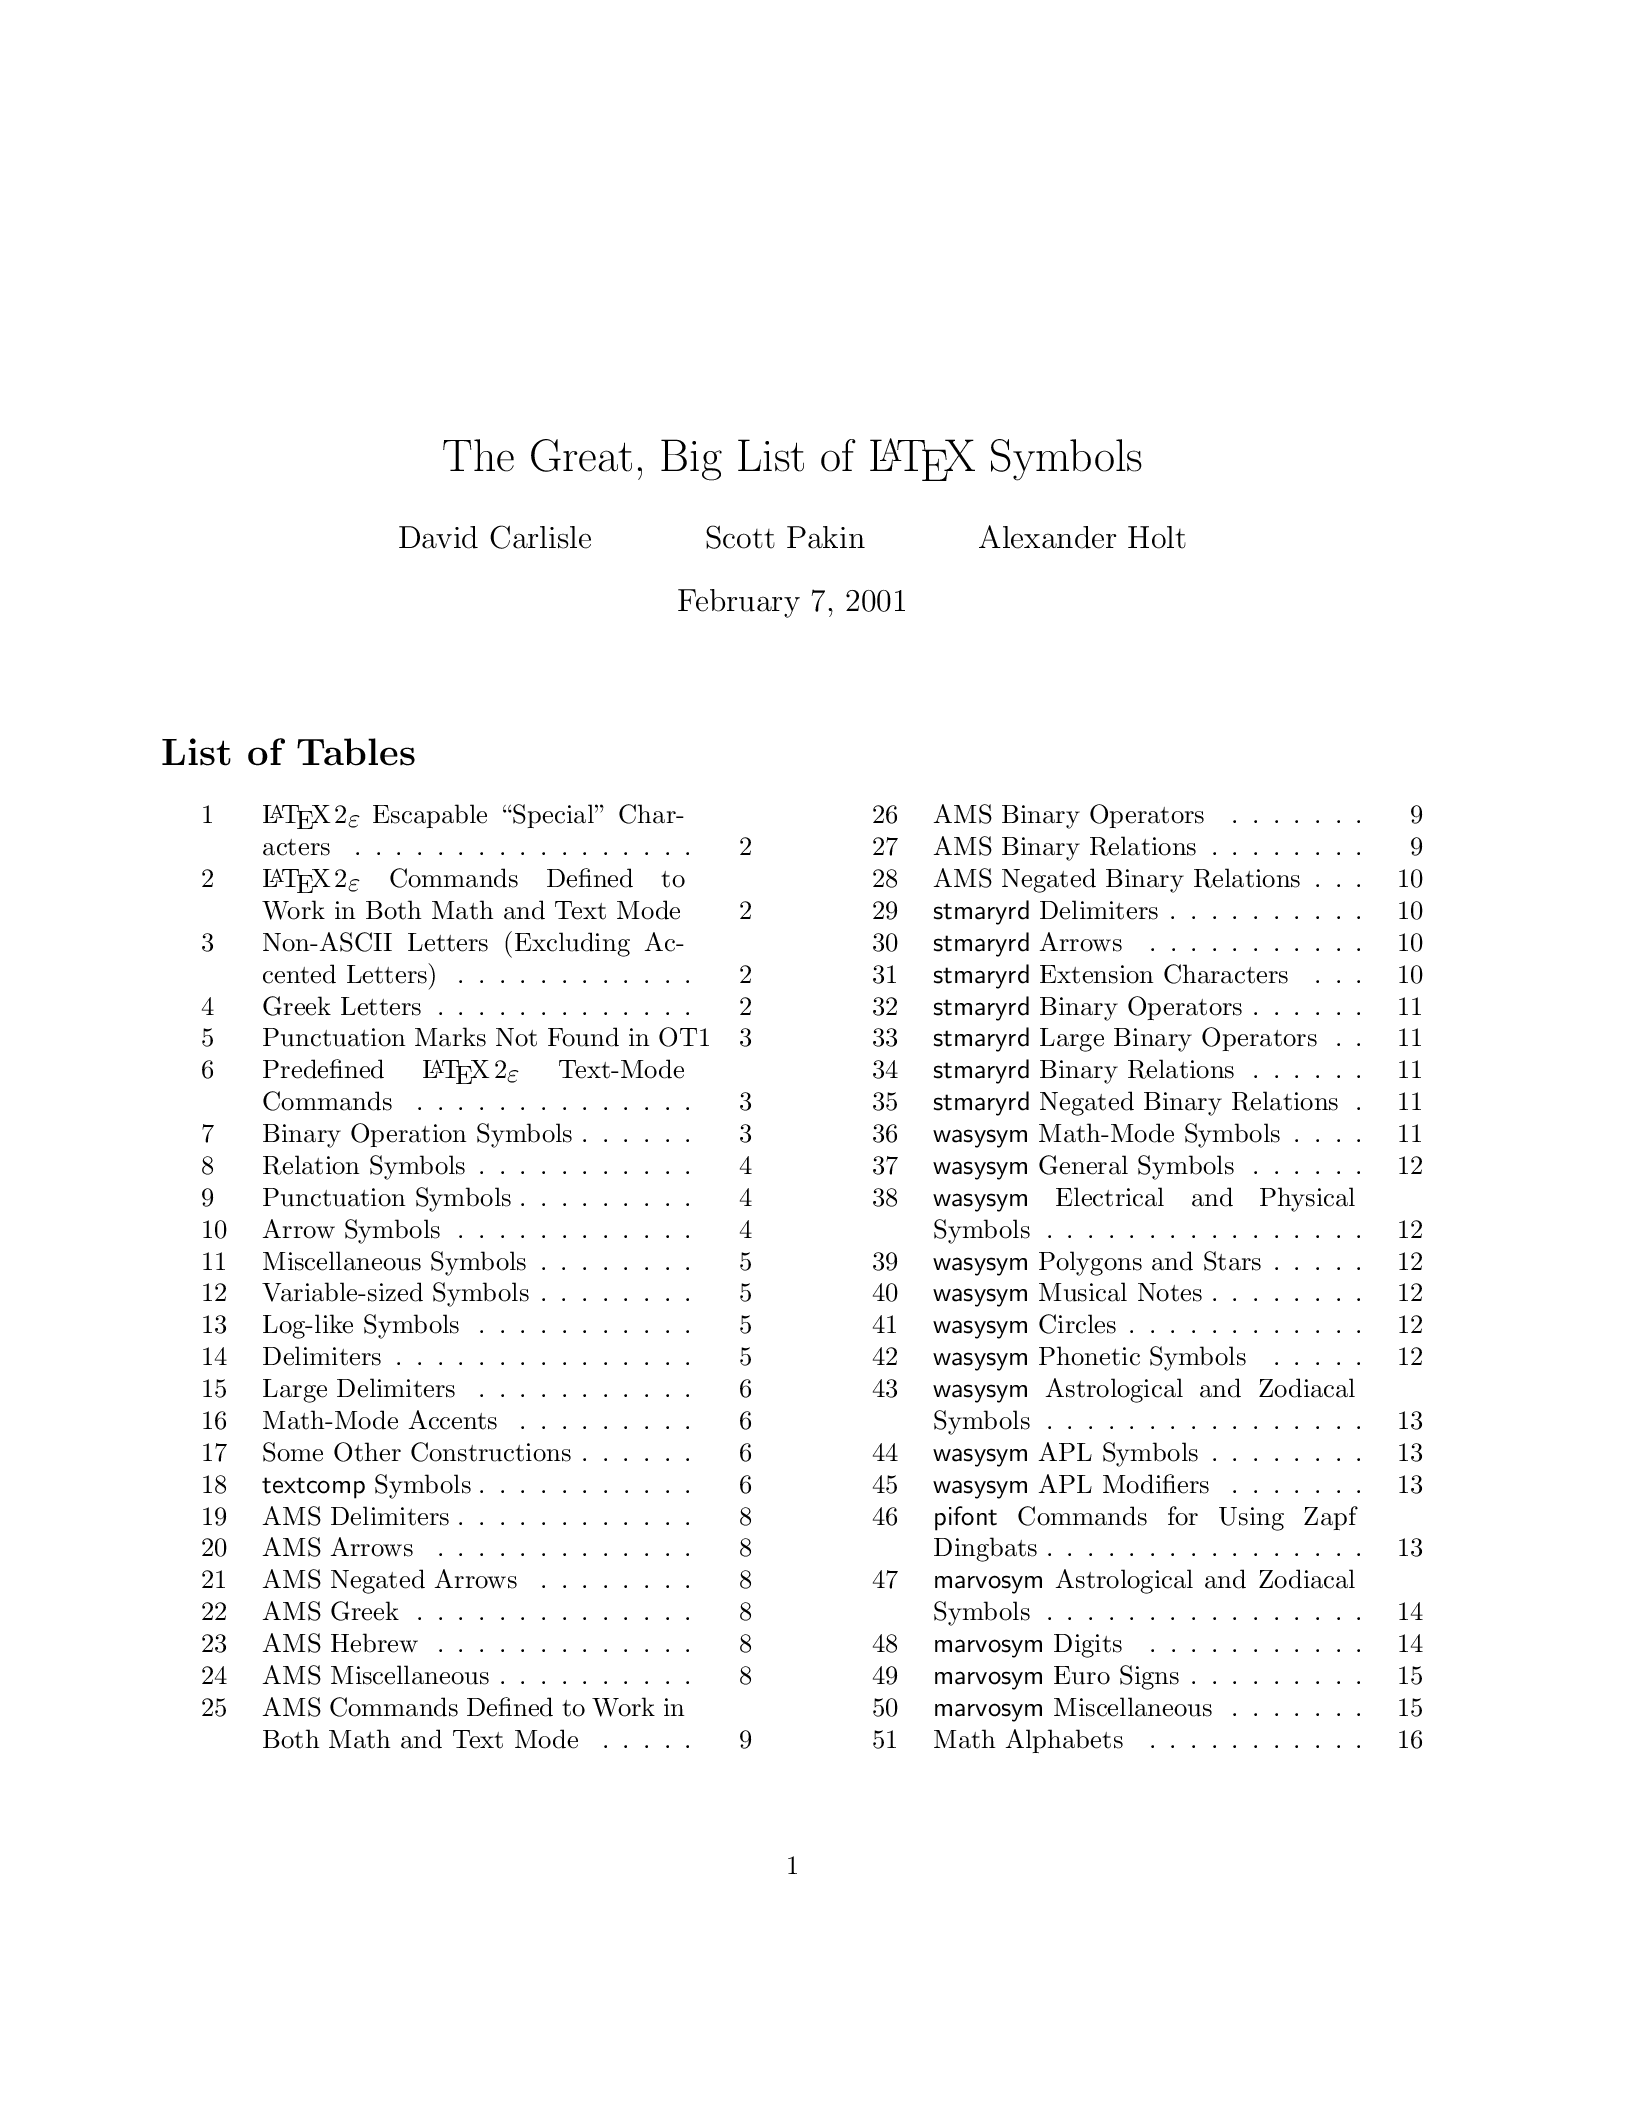 The Great, Big List of LATEX Symbols
David Carlisle Scott Pakin Alexander Holt
February 7, 2001
List of Tables
1 LATEX 2ε Escapable “Special” Char-
acters . . . . . . . . . . . . . . . . . 2
2 LATEX 2ε Commands Defined to
Work in Both Math and Text Mode 2
3 Non-ASCII Letters (Excluding Ac-
cented Letters) . . . . . . . . . . . . 2
4 Greek Letters . . . . . . . . . . . . . 2
5 Punctuation Marks Not Found in OT1 3
6 Predefined LATEX 2ε Text-Mode
Commands . . . . . . . . . . . . . . 3
7 Binary Operation Symbols . . . . . . 3
8 Relation Symbols . . . . . . . . . . . 4
9 Punctuation Symbols . . . . . . . . . 4
10 Arrow Symbols . . . . . . . . . . . . 4
11 Miscellaneous Symbols . . . . . . . . 5
12 Variable-sized Symbols . . . . . . . . 5
13 Log-like Symbols . . . . . . . . . . . 5
14 Delimiters . . . . . . . . . . . . . . . 5
15 Large Delimiters . . . . . . . . . . . 6
16 Math-Mode Accents . . . . . . . . . 6
17 Some Other Constructions . . . . . . 6
18 textcomp Symbols . . . . . . . . . . . 6
19 AMS Delimiters . . . . . . . . . . . . 8
20 AMS Arrows . . . . . . . . . . . . . 8
21 AMS Negated Arrows . . . . . . . . 8
22 AMS Greek . . . . . . . . . . . . . . 8
23 AMS Hebrew . . . . . . . . . . . . . 8
24 AMS Miscellaneous . . . . . . . . . . 8
25 AMS Commands Defined to Work in
Both Math and Text Mode . . . . . 9
26 AMS Binary Operators . . . . . . . 9
27 AMS Binary Relations . . . . . . . . 9
28 AMS Negated Binary Relations . . . 10
29 stmaryrd Delimiters . . . . . . . . . . 10
30 stmaryrd Arrows . . . . . . . . . . . 10
31 stmaryrd Extension Characters . . . 10
32 stmaryrd Binary Operators . . . . . . 11
33 stmaryrd Large Binary Operators . . 11
34 stmaryrd Binary Relations . . . . . . 11
35 stmaryrd Negated Binary Relations . 11
36 wasysym Math-Mode Symbols . . . . 11
37 wasysym General Symbols . . . . . . 12
38 wasysym Electrical and Physical
Symbols . . . . . . . . . . . . . . . . 12
39 wasysym Polygons and Stars . . . . . 12
40 wasysym Musical Notes . . . . . . . . 12
41 wasysym Circles . . . . . . . . . . . . 12
42 wasysym Phonetic Symbols . . . . . 12
43 wasysym Astrological and Zodiacal
Symbols . . . . . . . . . . . . . . . . 13
44 wasysym APL Symbols . . . . . . . . 13
45 wasysym APL Modifiers . . . . . . . 13
46 pifont Commands for Using Zapf
Dingbats . . . . . . . . . . . . . . . . 13
47 marvosym Astrological and Zodiacal
Symbols . . . . . . . . . . . . . . . . 14
48 marvosym Digits . . . . . . . . . . . 14
49 marvosym Euro Signs . . . . . . . . . 15
50 marvosym Miscellaneous . . . . . . . 15
51 Math Alphabets . . . . . . . . . . . 16
1